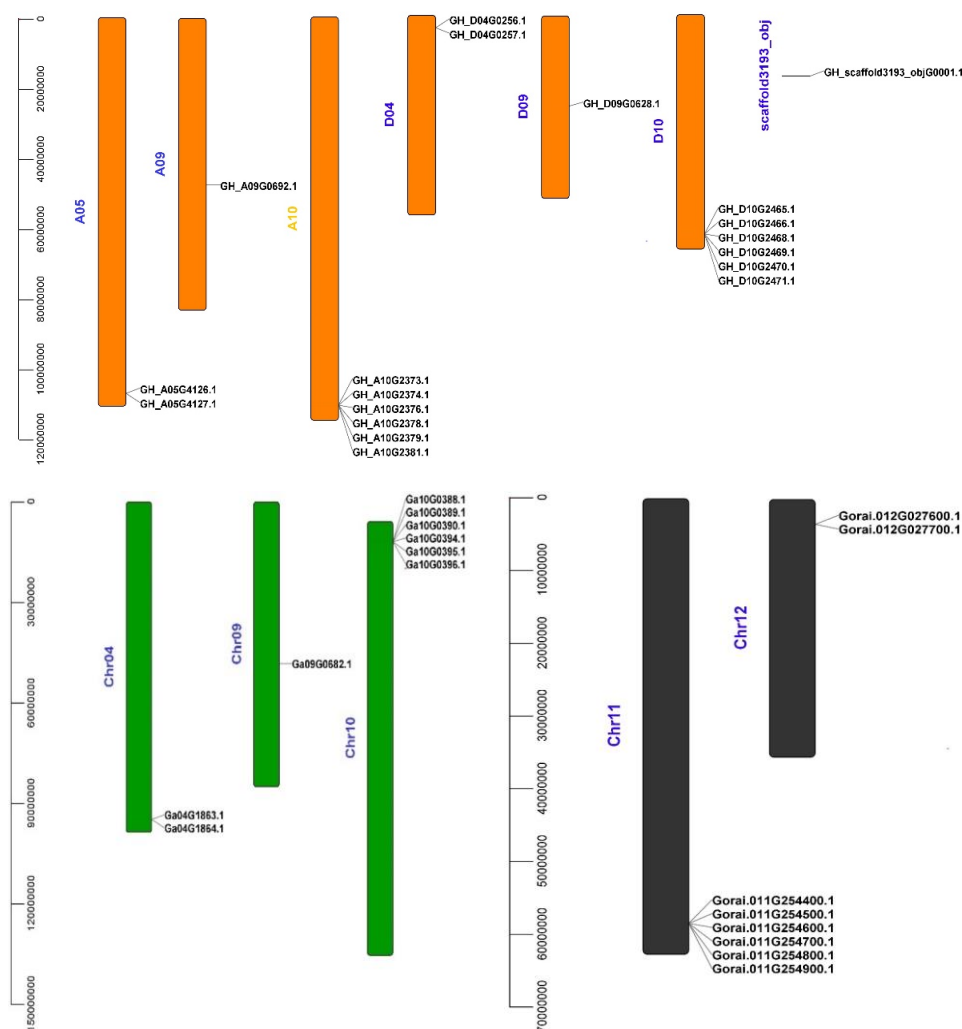 0
20000000
40000000
60000000
80000000
100000000
120000000
A05
A09
GH_A09G0692.1
GH_A05G4126.1
GH_A05G4127.1
A10
GH_A10G2373.1
GH_A10G2374.1
GH_A10G2376.1
GH_A10G2378.1
GH_A10G2379.1
GH_A10G2381.1
D04
GH_D04G0256.1
GH_D04G0257.1
D09
GH_D09G0628.1
D10
GH_D10G2465.1
GH_D10G2466.1
GH_D10G2468.1
GH_D10G2469.1
GH_D10G2470.1
GH_D10G2471.1
scaffold3193_obj
GH_scaffold3193_objG0001.1
0
30000000
60000000
90000000
120000000
150000000
Chr04
Ga04G1863.1
Ga04G1864.1
Chr09
Ga09G0682.1
Chr10
Ga10G0388.1
Ga10G0389.1
Ga10G0390.1
Ga10G0394.1
Ga10G0395.1
Ga10G0396.1
0
10000000
20000000
30000000
40000000
50000000
60000000
70000000
Chr11
Gorai.011G254400.1
Gorai.011G254500.1
Gorai.011G254600.1
Gorai.011G254700.1
Gorai.011G254800.1
Gorai.011G254900.1
Chr12
Gorai.012G027600.1
Gorai.012G027700.1